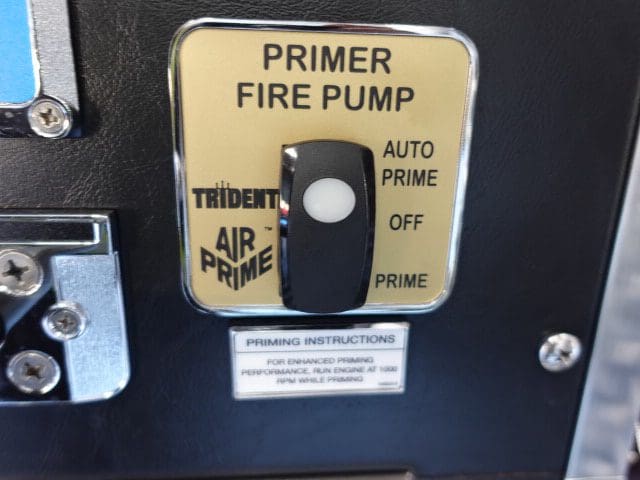 PRIMER
FIRE PUMP
AUTO
PRIME
TRIDENT
OFF
AIR
PRIME™
PRIME
PRIMING INSTRUCTIONS
FOR ENHANCED PRIMING
PERFORMANCE, RUN ENGINE AT 1000
RPM WHILE PRIMING